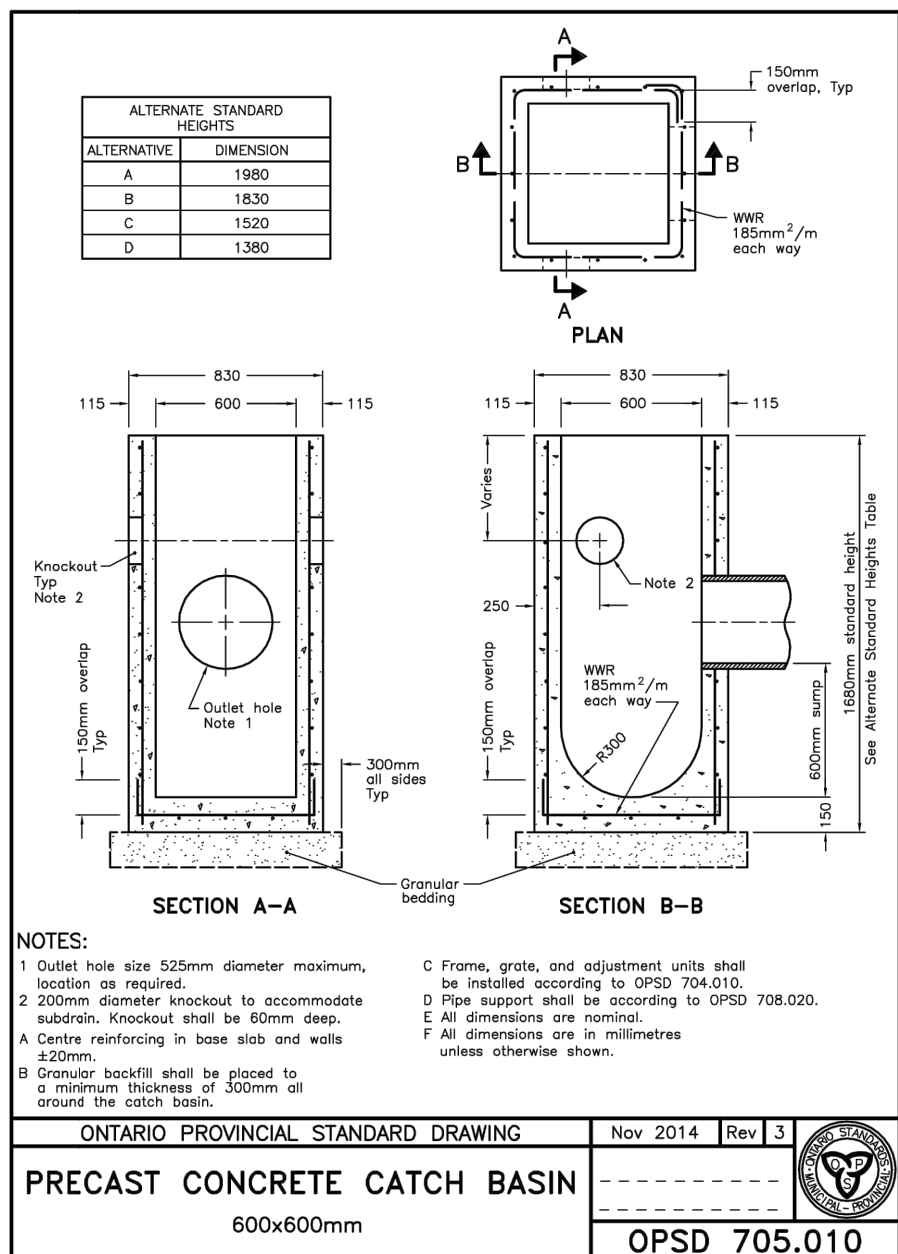 ALTERNATE STANDARD
HEIGHTS
ALTERNATIVE DIMENSION
A 1980
B 1830
C 1520
D 1380
A
150mm
overlap, Typ
B
B
WWR
185mm²/m
each way
A
PLAN
830
115 600 115
Knockout
Typ
Note 2
Outlet hole
Note 1
150mm overlap
Typ
300mm
all sides
Typ
830
115 600 115
Varies
Note 2
250
WWR
185mm²/m
each way
150mm overlap
Typ
R300
600mm sump
150
1680mm standard height
See Alternate Standard Heights Table
Granular
bedding
SECTION A-A
SECTION B-B
NOTES:
1 Outlet hole size 525mm diameter maximum,
location as required.
2 200mm diameter knockout to accommodate
subdrain. Knockout shall be 60mm deep.
A Centre reinforcing in base slab and walls
±20mm.
B Granular backfill shall be placed to
a minimum thickness of 300mm all
around the catch basin.
C Frame, grate, and adjustment units shall
be installed according to OPSD 704.010.
D Pipe support shall be according to OPSD 708.020.
E All dimensions are nominal.
F All dimensions are in millimetres
unless otherwise shown.
ONTARIO PROVINCIAL STANDARD DRAWING
Nov 2014 Rev 3
PRECAST CONCRETE CATCH BASIN
600x600mm
ONTARIO STANDARDS
MUNICIPAL - PROVINCIAL
O P S
OPSD 705.010